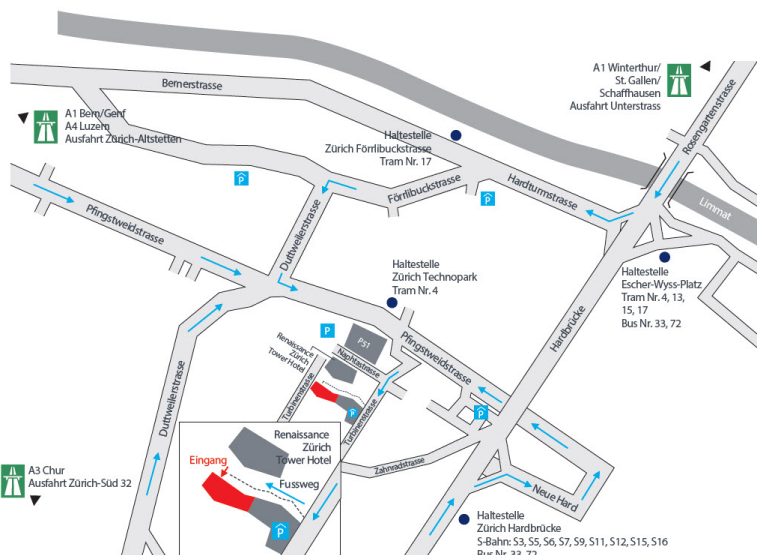 A1 Winterthur/
St. Gallen/
Schaffhausen
Ausfahrt Unterstrass
Rosengartenstrasse
Bernerstrasse
A1 Bern/Genf
A4 Luzern
Ausfahrt Zürich-Altstetten
Haltestelle
Zürich Förrlibuckstrasse
Tram Nr. 17
P
P
Förrlibuckstrasse
Hardturmstrasse
Limmat
Pfingstweidstrasse
Duttweilerstrasse
Haltestelle
Zürich Technopark
Tram Nr. 4
Haltestelle
Escher-Wyss-Platz
Tram Nr. 4, 13,
15, 17
Bus Nr. 33, 72
Hardbrücke
P
PS1
Renaissance
Zürich
Tower Hotel
Naphtastrasse
Pfingstweidstrasse
Turbinenstrasse
Turbinenstrasse
P
P
Duttweilerstrasse
Zahnradstrasse
Renaissance
Zürich
Tower Hotel
Eingang
Fussweg
P
A3 Chur
Ausfahrt Zürich-Süd 32
Neue Hard
Haltestelle
Zürich Hardbrücke
S-Bahn: S3, S5, S6, S7, S9, S11, S12, S15, S16
Bus Nr. 33, 72